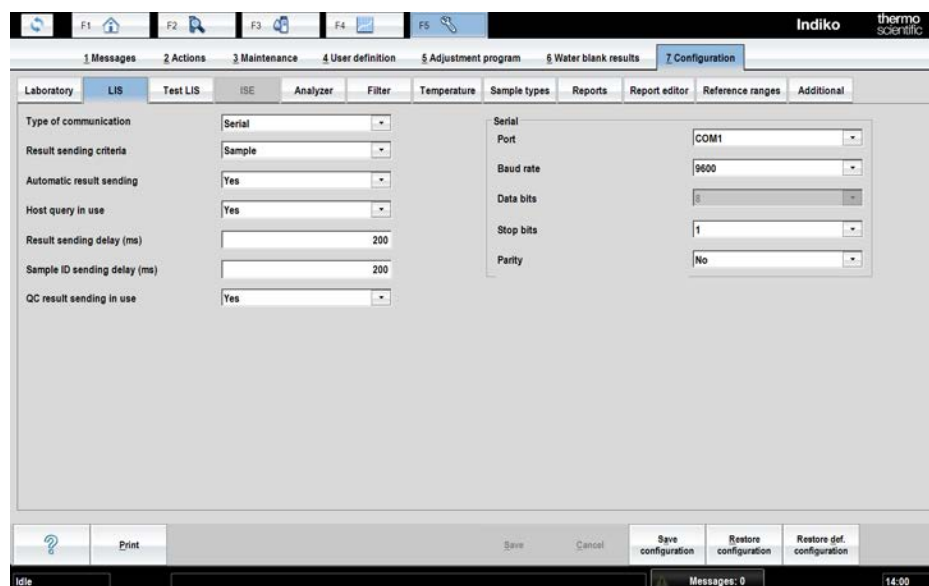 F1 F2 F3 F4 F5 Indiko thermo scientific
1 Messages 2 Actions 3 Maintenance 4 User definition 5 Adjustment program 6 Water blank results 7 Configuration
Laboratory LIS Test LIS ISE Analyzer Filter Temperature Sample types Reports Report editor Reference ranges Additional
Type of communication Serial
Result sending criteria Sample
Automatic result sending Yes
Host query in use Yes
Result sending delay (ms) 200
Sample ID sending delay (ms) 200
QC result sending in use Yes
Serial
Port COM1
Baud rate 9600
Data bits 8
Stop bits 1
Parity No
? Print Save Cancel Save configuration Restore configuration Restore def. configuration
Idle Messages: 0 14:00